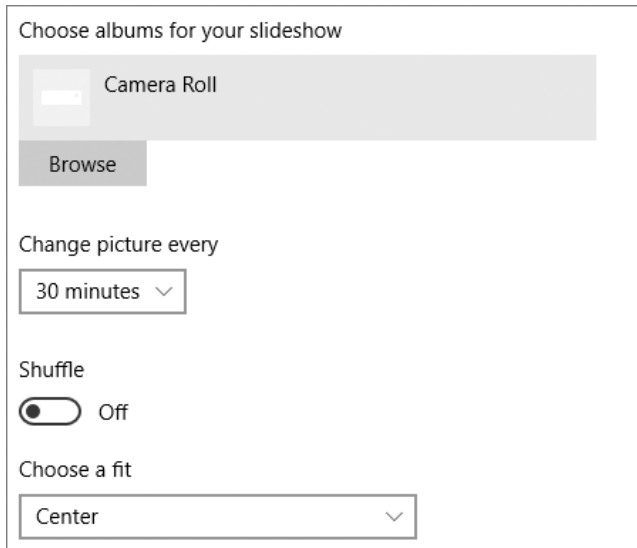 Choose albums for your slideshow
Camera Roll
Browse
Change picture every
30 minutes
Shuffle
Off
Choose a fit
Center